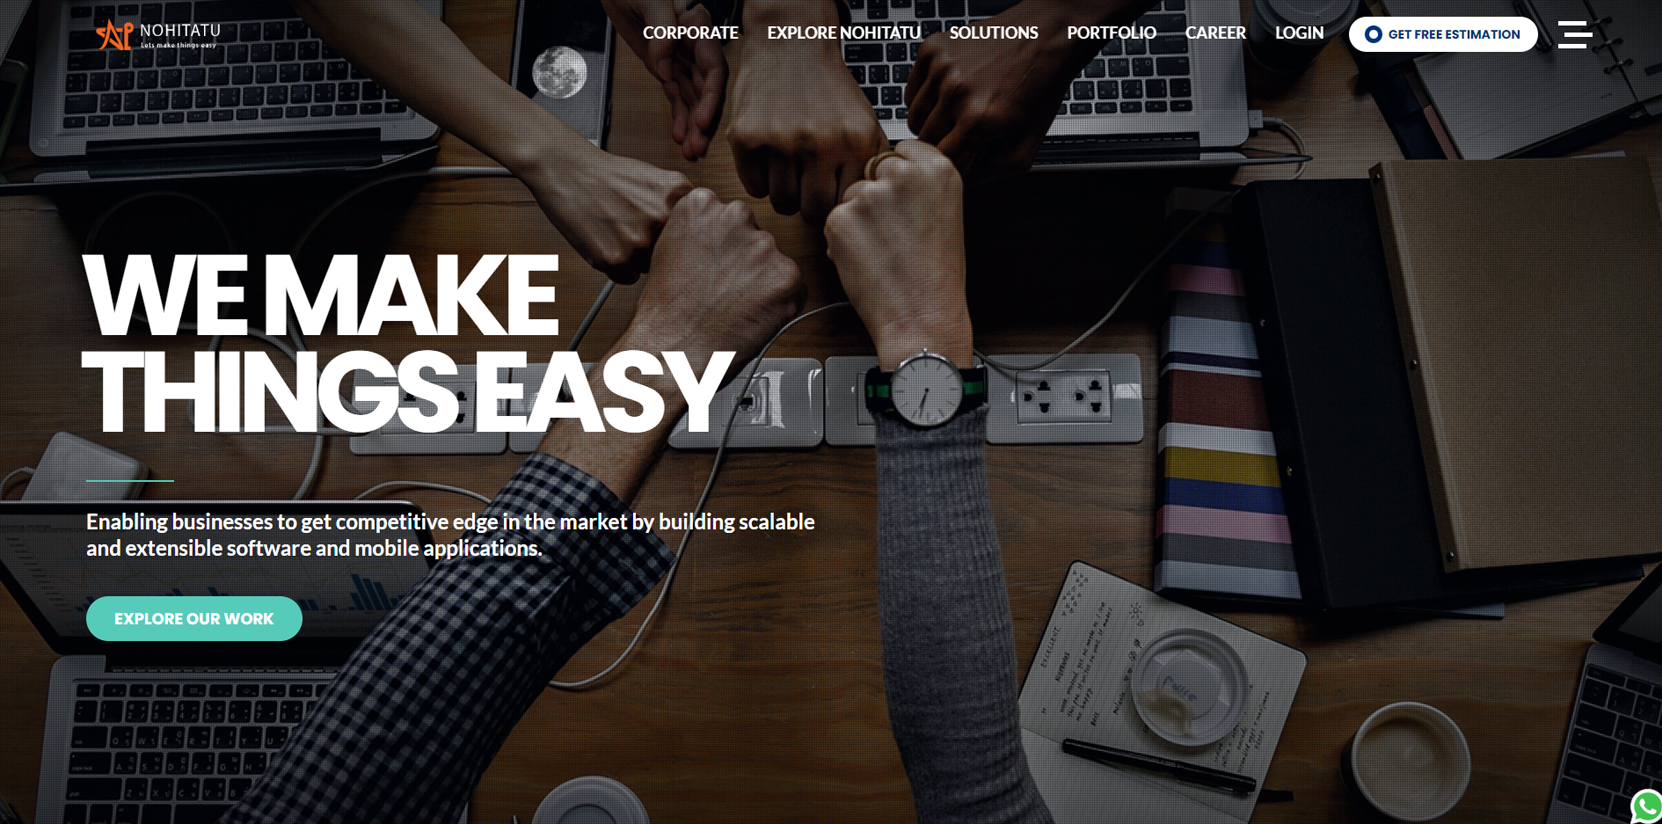 NOHITATU
Lets make things easy
CORPORATE
EXPLORE NOHITATU
SOLUTIONS
PORTFOLIO
CAREER
LOGIN
GET FREE ESTIMATION
WE MAKE
THINGS EASY
Enabling businesses to get competitive edge in the market by building scalable
and extensible software and mobile applications.
EXPLORE OUR WORK